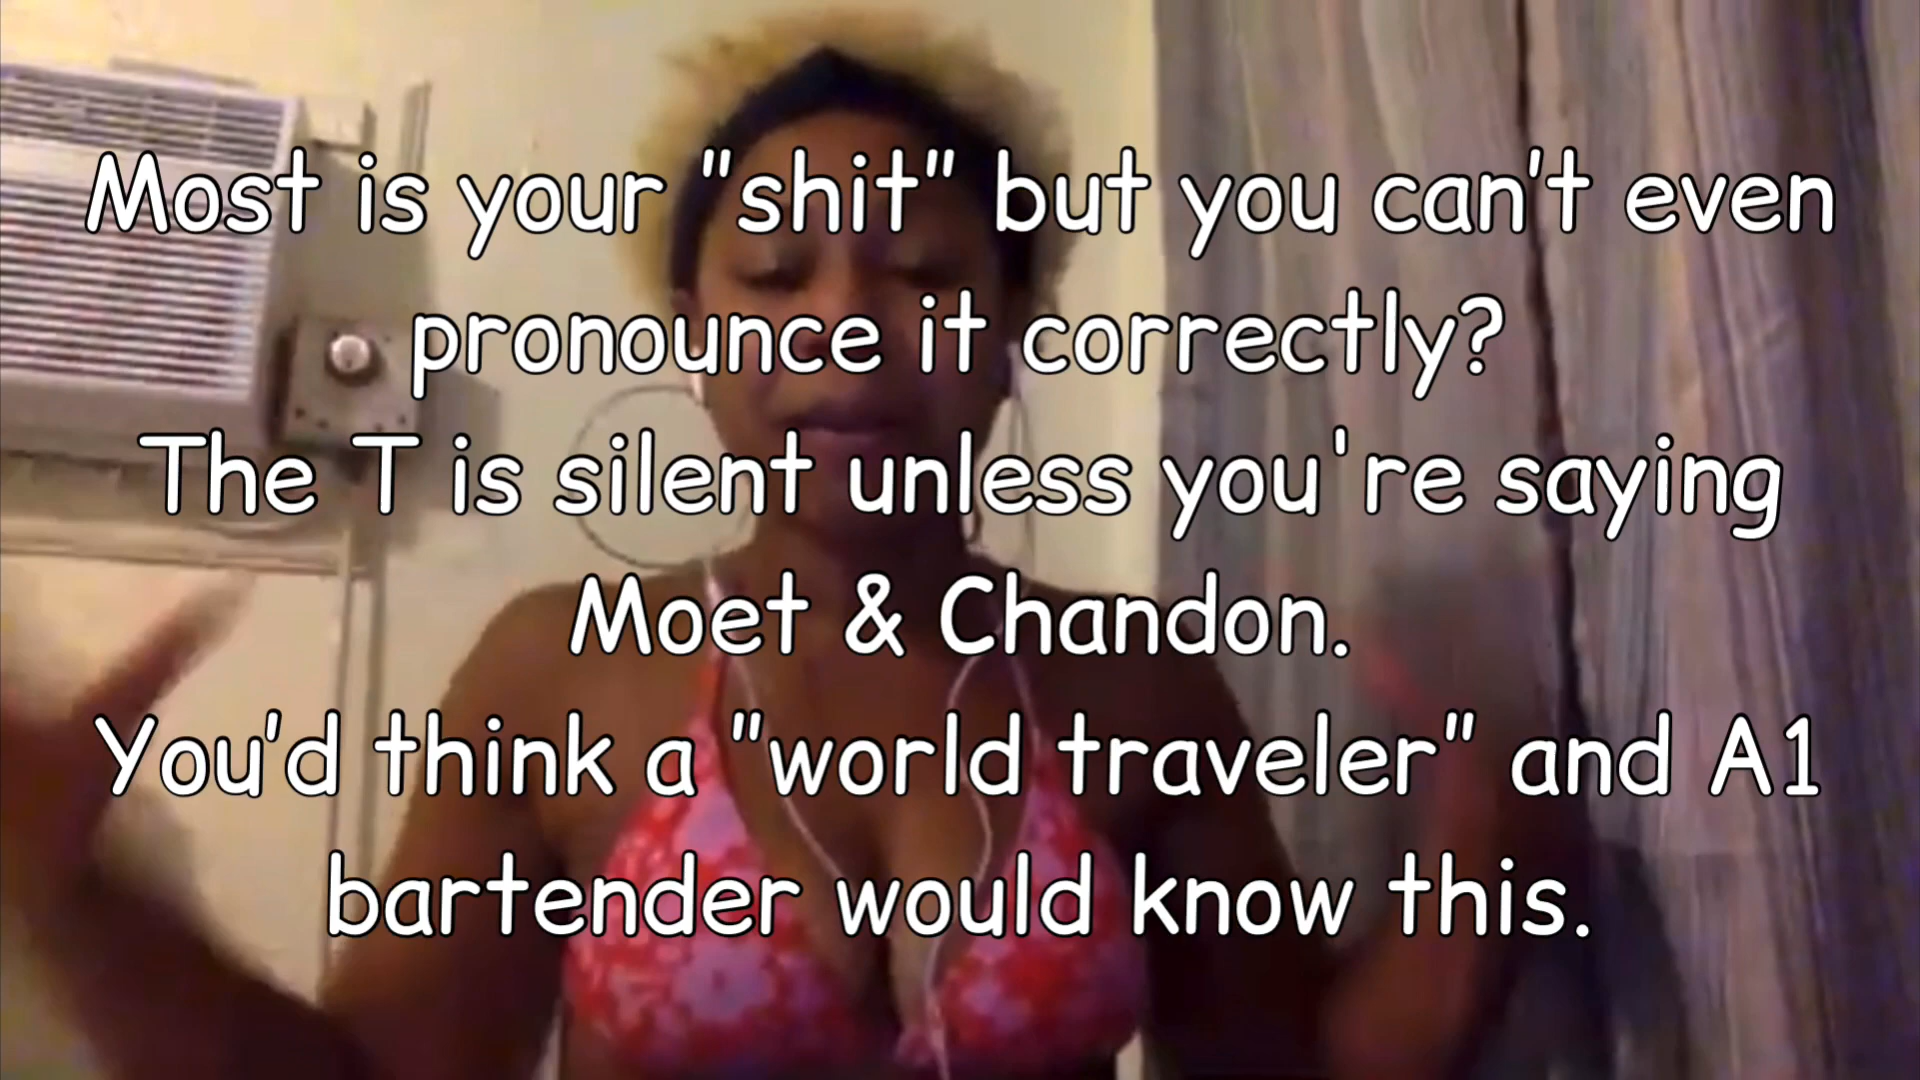 Most is your "shit" but you can't even
pronounce it correctly?
The T is silent unless you're saying
Moet & Chandon.
You'd think a "world traveler" and A1
bartender would know this.